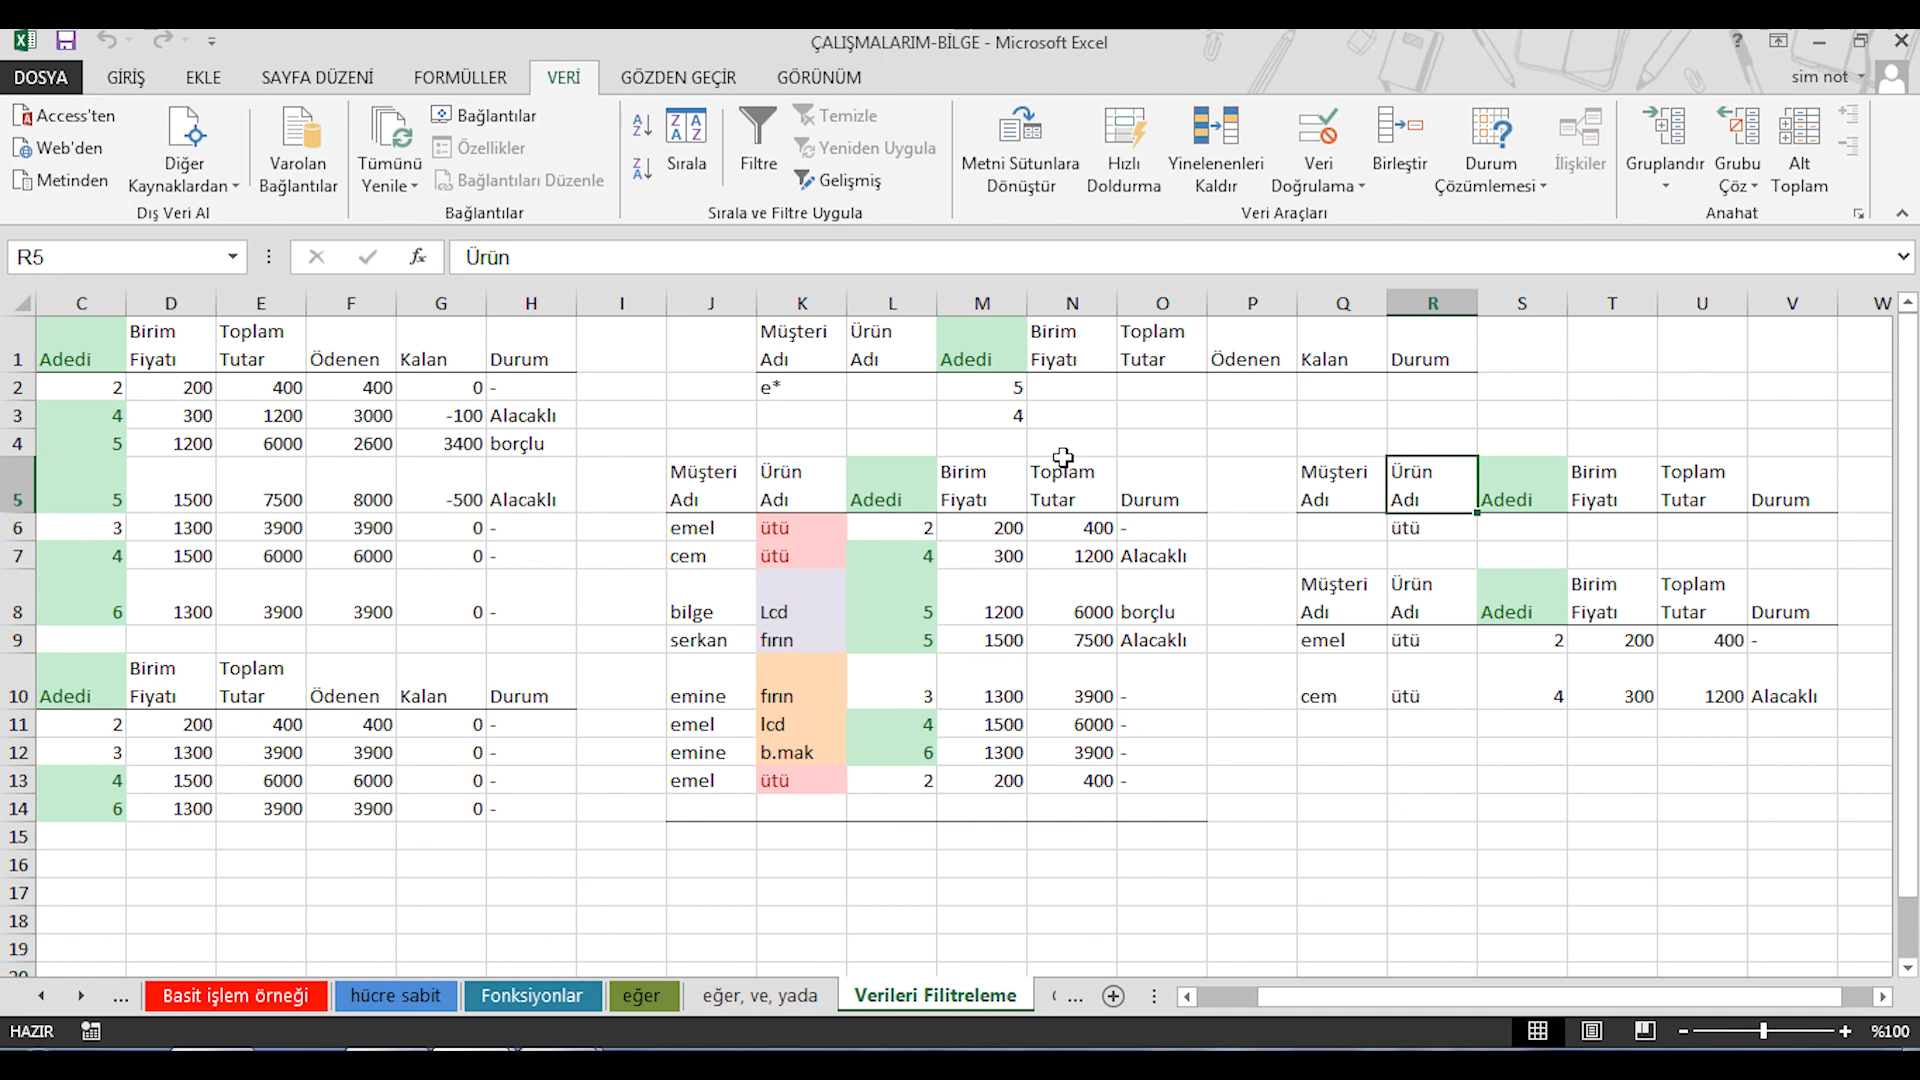 ÇALIŞMALARIM-BİLGE - Microsoft Excel
DOSYA GİRİŞ EKLE SAYFA DÜZENİ FORMÜLLER VERİ GÖZDEN GEÇİR GÖRÜNÜM sim not
Access'ten
Web'den
Metinden
Diğer
Kaynaklardan
Varolan
Bağlantılar
Dış Veri Al
Tümünü
Yenile
Bağlantılar
Özellikler
Bağlantıları Düzenle
Bağlantılar
Sırala
Filtre
Temizle
Yeniden Uygula
Gelişmiş
Sırala ve Filtre Uygula
Metni Sütunlara
Dönüştür
Hızlı
Doldurma
Yinelenenleri
Kaldır
Veri
Doğrulama
Birleştir
Durum
Çözümlemesi
İlişkiler
Veri Araçları
Gruplandır
Grubu
Çöz
Alt
Toplam
Anahat
R5 fx Ürün
C D E F G H I J K L M N O P Q R S T U V W
Birim Toplam Müşteri Ürün Birim Toplam
1 Adedi Fiyatı Tutar Ödenen Kalan Durum Adı Adı Adedi Fiyatı Tutar Ödenen Kalan Durum
2 2 200 400 400 0 - e* 5
3 4 300 1200 3000 -100 Alacaklı 4
4 5 1200 6000 2600 3400 borçlu
Müşteri Ürün Birim Toplam Müşteri Ürün Birim Toplam
5 5 1500 7500 8000 -500 Alacaklı Adı Adı Adedi Fiyatı Tutar Durum Adı Adı Adedi Fiyatı Tutar Durum
6 3 1300 3900 3900 0 - emel ütü 2 200 400 - ütü
7 4 1500 6000 6000 0 - cem ütü 4 300 1200 Alacaklı
Müşteri Ürün Birim Toplam
8 6 1300 3900 3900 0 - bilge Lcd 5 1200 6000 borçlu Adı Adı Adedi Fiyatı Tutar Durum
9 serkan fırın 5 1500 7500 Alacaklı emel ütü 2 200 400 -
Birim Toplam
10 Adedi Fiyatı Tutar Ödenen Kalan Durum emine fırın 3 1300 3900 - cem ütü 4 300 1200 Alacaklı
11 2 200 400 400 0 - emel lcd 4 1500 6000 -
12 3 1300 3900 3900 0 - emine b.mak 6 1300 3900 -
13 4 1500 6000 6000 0 - emel ütü 2 200 400 -
14 6 1300 3900 3900 0 -
15
16
17
18
19
... Basit işlem örneği hücre sabit Fonksiyonlar eğer eğer, ve, yada Verileri Filitreleme ...
HAZIR %100